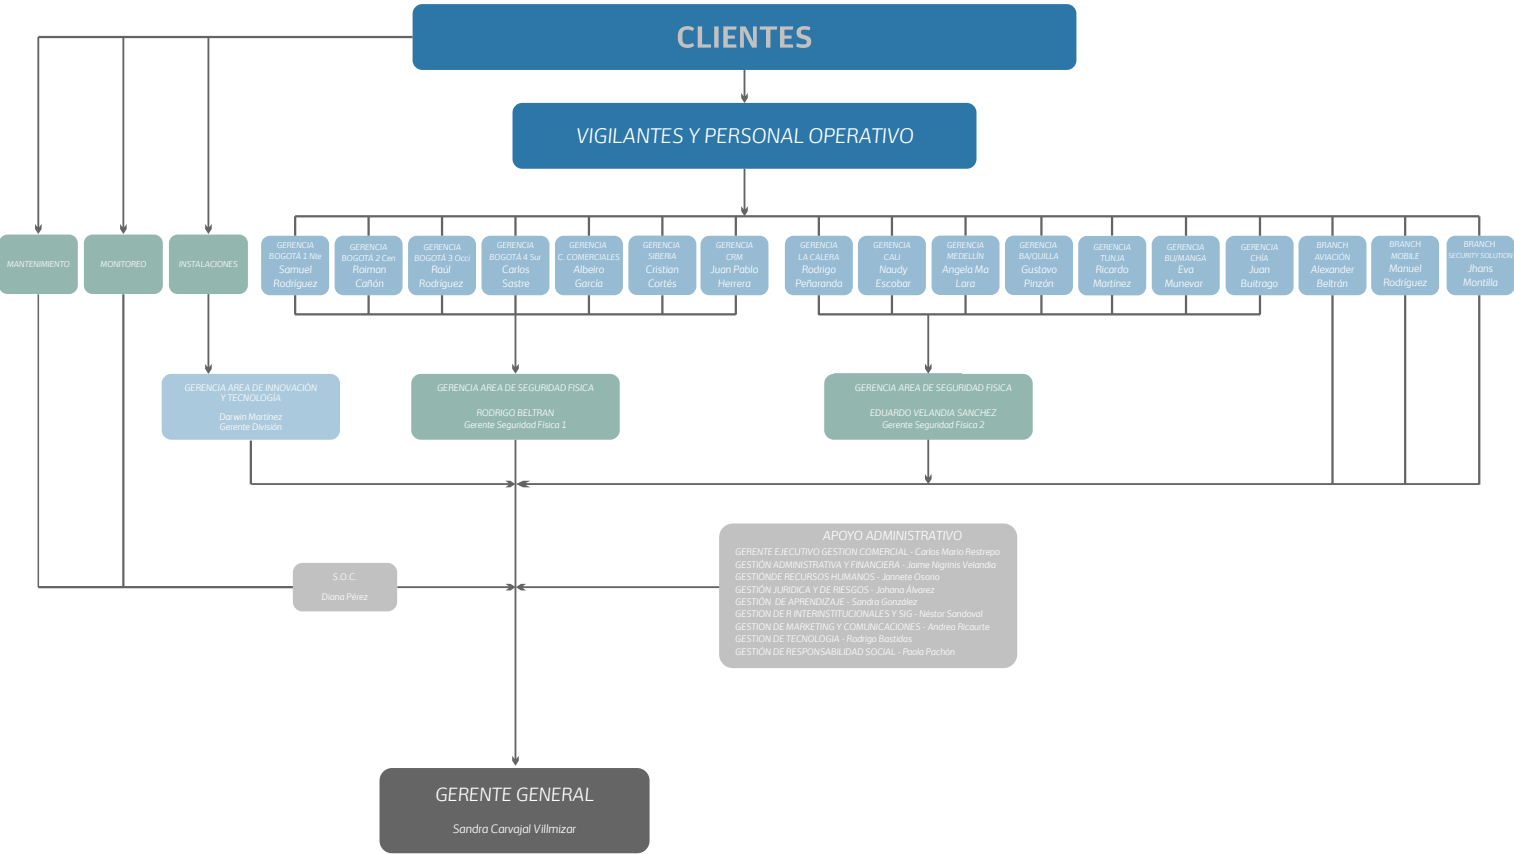 CLIENTES
VIGILANTES Y PERSONAL OPERATIVO
MANTENIMIENTO
MONITOREO
INSTALACIONES
GERENCIA
BOGOTÁ 1 Nte
Samuel
Rodríguez
GERENCIA
BOGOTÁ 2 Cen
Roiman
Cañón
GERENCIA
BOGOTÁ 3 Occi
Raúl
Rodríguez
GERENCIA
BOGOTÁ 4 Sur
Carlos
Sastre
GERENCIA
C. COMERCIALES
Albeiro
García
GERENCIA
SIBERIA
Cristian
Cortés
GERENCIA
CRM
Juan Pablo
Herrera
GERENCIA
LA CALERA
Rodrigo
Peñaranda
GERENCIA
CALI
Naudy
Escobar
GERENCIA
MEDELLÍN
Angela Ma
Lara
GERENCIA
BA/QUILLA
Gustavo
Pinzón
GERENCIA
TUNJA
Ricardo
Martínez
GERENCIA
BU/MANGA
Eva
Munevar
GERENCIA
CHÍA
Juan
Buitrago
BRANCH
AVIACIÓN
Alexander
Beltrán
BRANCH
MOBILE
Manuel
Rodríguez
BRANCH
SECURITY SOLUTION
Jhans
Montilla
GERENCIA AREA DE INNOVACIÓN
Y TECNOLOGÍA
Darwin Martínez
Gerente División
GERENCIA AREA DE SEGURIDAD FISICA
RODRIGO BELTRAN
Gerente Seguridad Física 1
GERENCIA AREA DE SEGURIDAD FISICA
EDUARDO VELANDIA SANCHEZ
Gerente Seguridad Física 2
S.O.C.
Diana Pérez
APOYO ADMINISTRATIVO
GERENTE EJECUTIVO GESTION COMERCIAL - Carlos Mario Restrepo
GESTIÓN ADMINISTRATIVA Y FINANCIERA - Jaime Nigrinis Velandia
GESTIÓNDE RECURSOS HUMANOS - Jannete Osorio
GESTIÓN JURIDICA Y DE RIESGOS - Johana Álvarez
GESTIÓN DE APRENDIZAJE - Sandra González
GESTION DE R INTERINSTITUCIONALES Y SIG - Néstor Sandoval
GESTION DE MARKETING Y COMUNICACIONES - Andrea Ricaurte
GESTION DE TECNOLOGIA - Rodrigo Bastidas
GESTIÓN DE RESPONSABILIDAD SOCIAL - Paola Pachón
GERENTE GENERAL
Sandra Carvajal Villmizar